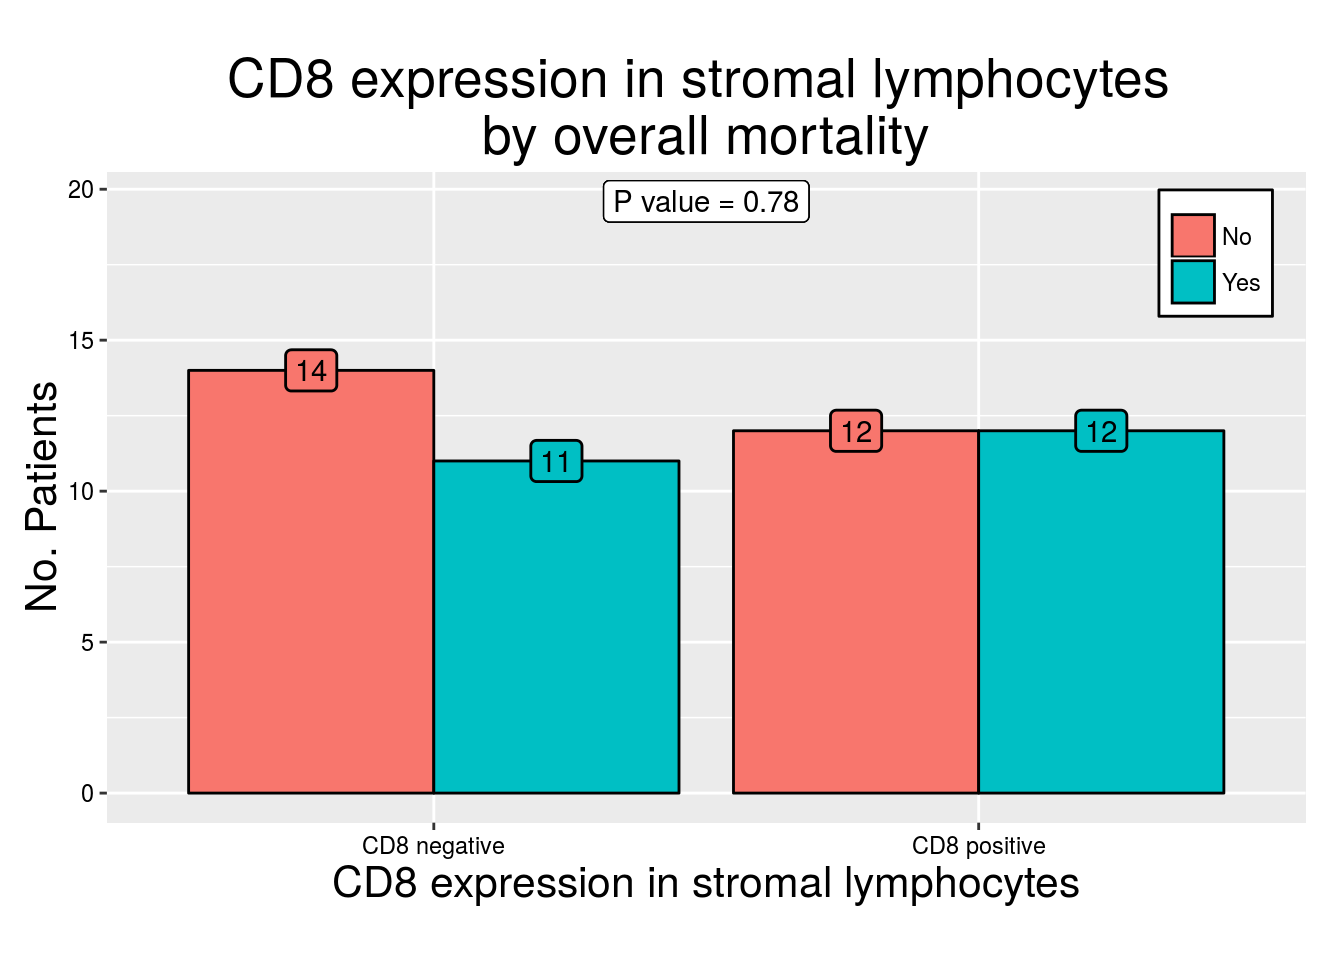 CD8 expression in stromal lymphocytes
by overall mortality
P value = 0.78
No
Yes
No. Patients
20
15
10
5
0
14
11
12
12
CD8 negative
CD8 positive
CD8 expression in stromal lymphocytes